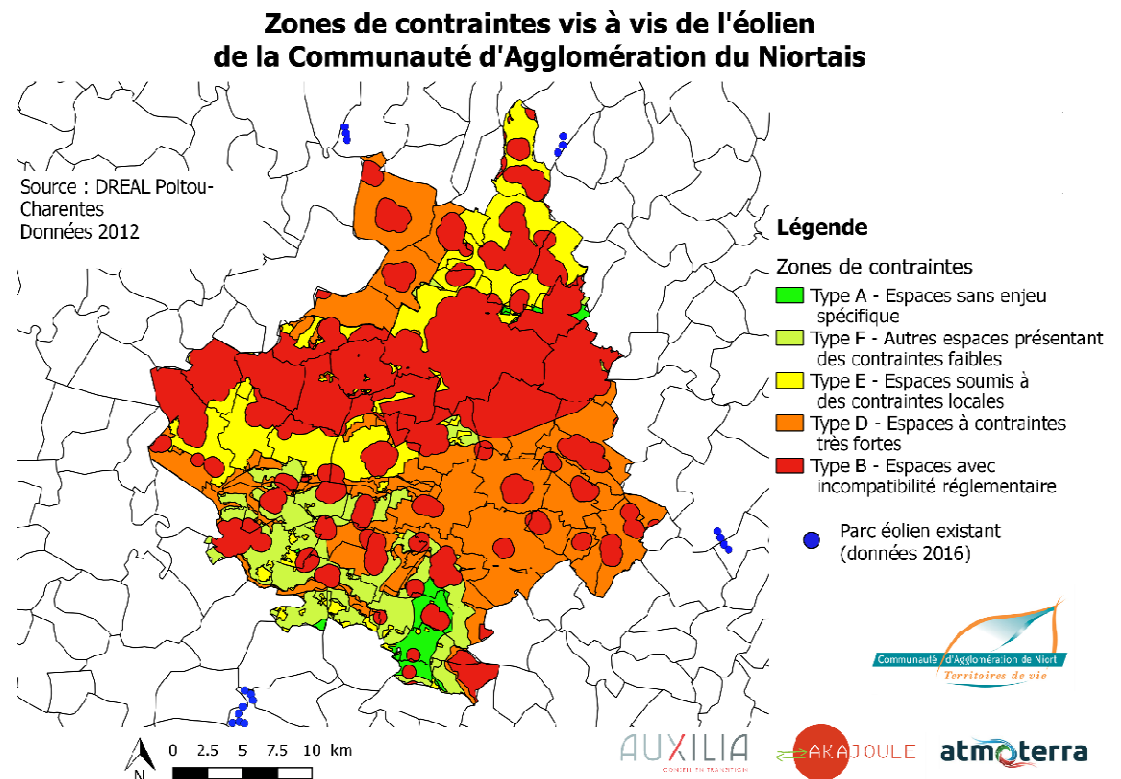 Zones de contraintes vis à vis de l'éolien
de la Communauté d'Agglomération du Niortais
Source : DREAL Poitou-
Charentes
Données 2012
Légende
Zones de contraintes
Type A - Espaces sans enjeu
spécifique
Type F - Autres espaces présentant
des contraintes faibles
Type E - Espaces soumis à
des contraintes locales
Type D - Espaces à contraintes
très fortes
Type B - Espaces avec
incompatibilité réglementaire
Parc éolien existant
(données 2016)
Communauté d'Agglomération de Niort
Territoires de vie
N
0 2.5 5 7.5 10 km
AUXILIA
CONSEIL EN TRANSITION
AKAJOULE
atmoterra